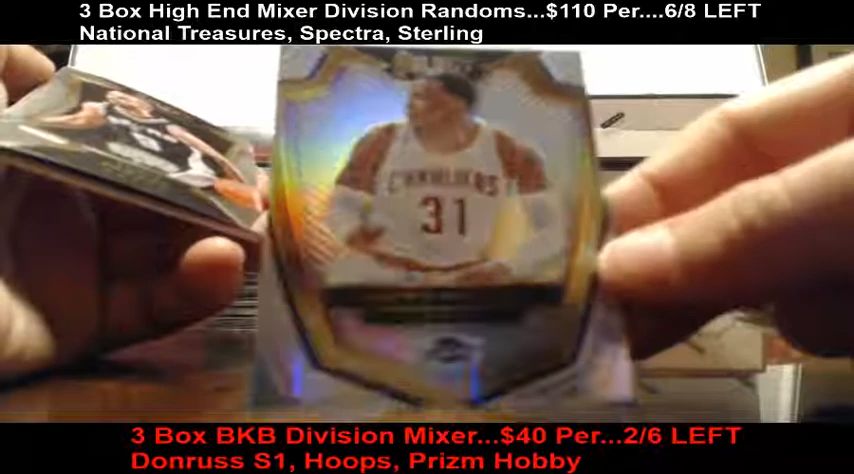 3 Box High End Mixer Division Randoms...$110 Per....6/8 LEFT
National Treasures, Spectra, Sterling
CAVALIERS
31
3 Box BKB Division Mixer...$40 Per...2/6 LEFT
Donruss S1, Hoops, Prizm Hobby